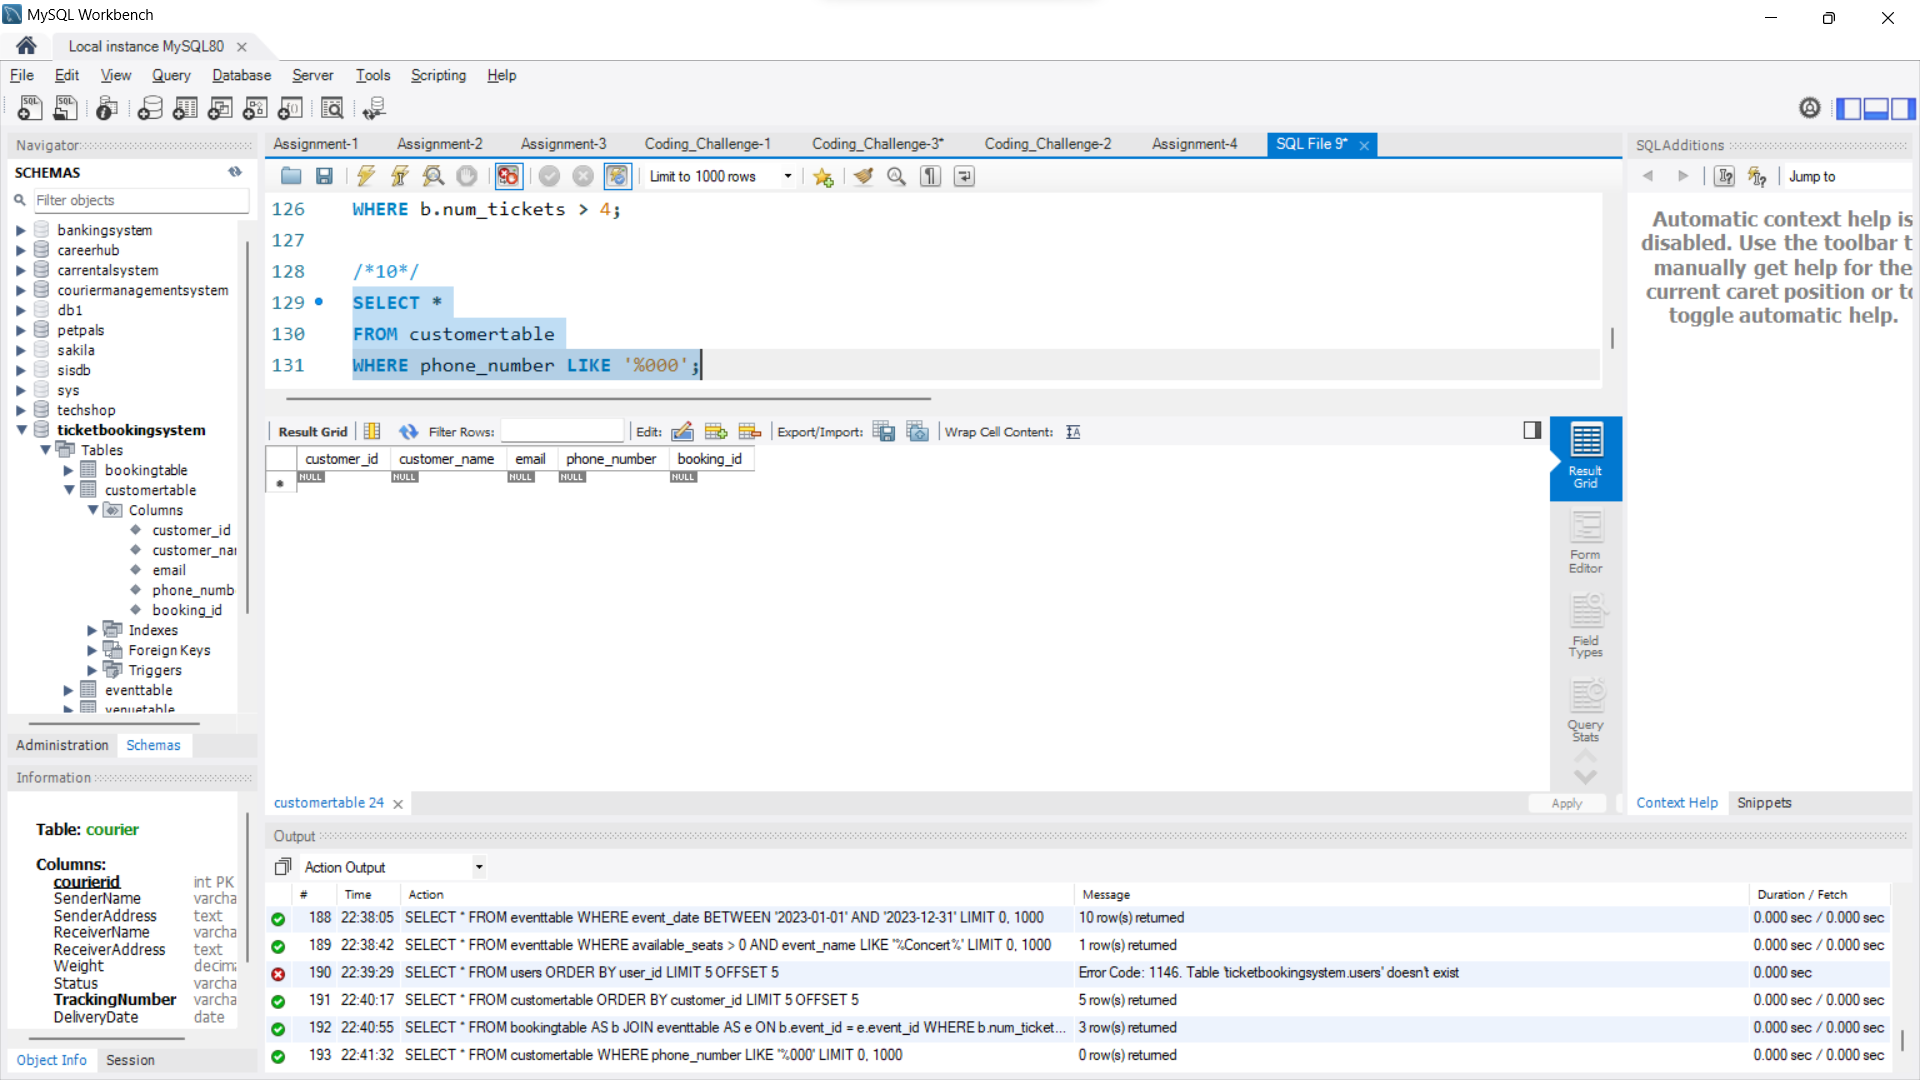 MySQL Workbench
Local instance MySQL80
File Edit View Query Database Server Tools Scripting Help
Navigator
SCHEMAS
Filter objects
bankingsystem
careerhub
carrentalsystem
couriermanagementsystem
db1
petpals
sakila
sisdb
sys
techshop
ticketbookingsystem
Tables
bookingtable
customertable
Columns
customer_id
customer_nar
email
phone_numb
booking_id
Indexes
Foreign Keys
Triggers
eventtable
venuetable
Administration Schemas
Information
Table: courier
Columns:
courierid int PK
SenderName varcha
SenderAddress text
ReceiverName varcha
ReceiverAddress text
Weight decima
Status varcha
TrackingNumber varcha
DeliveryDate date
Object Info Session
Assignment-1 Assignment-2 Assignment-3 Coding_Challenge-1 Coding_Challenge-3* Coding_Challenge-2 Assignment-4 SQL File 9*
Limit to 1000 rows
126 WHERE b.num_tickets > 4;
127
128 /*10*/
129 SELECT *
130 FROM customertable
131 WHERE phone_number LIKE '%000';
Result Grid Filter Rows: Edit: Export/Import: Wrap Cell Content:
customer_id customer_name email phone_number booking_id
NULL NULL NULL NULL NULL
Result Grid
Form Editor
Field Types
Query Stats
customertable 24
Apply
SQLAdditions
Jump to
Automatic context help is
disabled. Use the toolbar t
manually get help for the
current caret position or to
toggle automatic help.
Context Help Snippets
Output
Action Output
# Time Action Message Duration / Fetch
188 22:38:05 SELECT * FROM eventtable WHERE event_date BETWEEN '2023-01-01' AND '2023-12-31' LIMIT 0, 1000 10 row(s) returned 0.000 sec / 0.000 sec
189 22:38:42 SELECT * FROM eventtable WHERE available_seats > 0 AND event_name LIKE '%Concert%' LIMIT 0, 1000 1 row(s) returned 0.000 sec / 0.000 sec
190 22:39:29 SELECT * FROM users ORDER BY user_id LIMIT 5 OFFSET 5 Error Code: 1146. Table 'ticketbookingsystem.users' doesn't exist 0.000 sec
191 22:40:17 SELECT * FROM customertable ORDER BY customer_id LIMIT 5 OFFSET 5 5 row(s) returned 0.000 sec / 0.000 sec
192 22:40:55 SELECT * FROM bookingtable AS b JOIN eventtable AS e ON b.event_id = e.event_id WHERE b.num_ticket... 3 row(s) returned 0.000 sec / 0.000 sec
193 22:41:32 SELECT * FROM customertable WHERE phone_number LIKE '%000' LIMIT 0, 1000 0 row(s) returned 0.000 sec / 0.000 sec